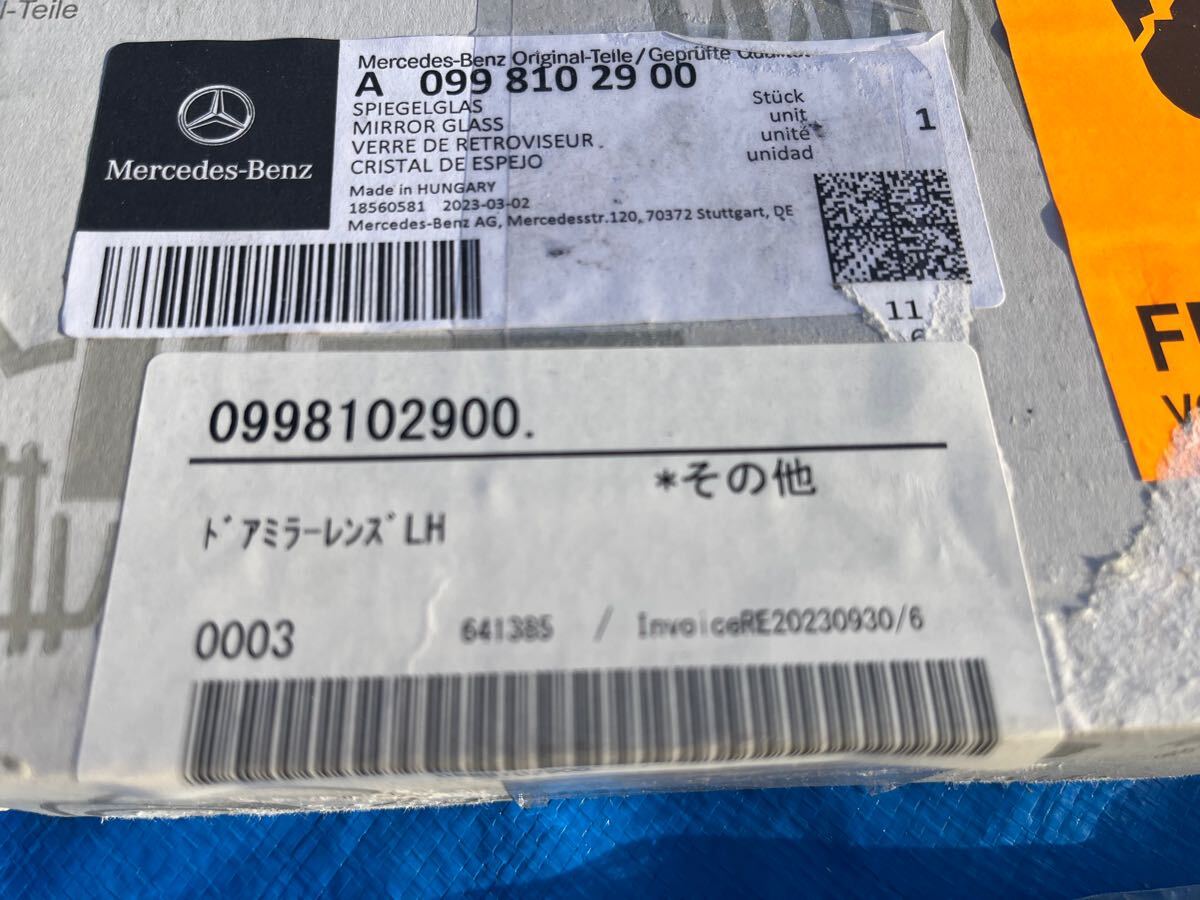 l-Teile
Mercedes-Benz
Mercedes-Benz Original-Teile/Geprüfte Qualität
A 099 810 29 00
SPIEGELGLAS
MIRROR GLASS
VERRE DE RETROVISEUR
CRISTAL DE ESPEJO
Stück
unit
unité
unidad
1
Made in HUNGARY
18560581 2023-03-02
Mercedes-Benz AG, Mercedesstr.120, 70372 Stuttgart, DE
11
0998102900.
*その他
ﾄﾞｱﾐﾗｰﾚﾝｽﾞLH
0003
641385 / InvoiceRE20230930/6